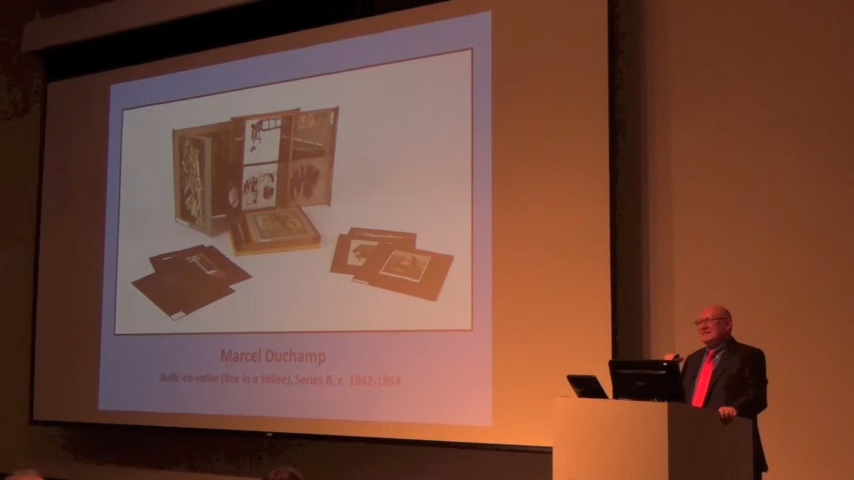 Marcel Duchamp
Boîte-en-valise (Box in a Valise), Series B, c. 1942-1954